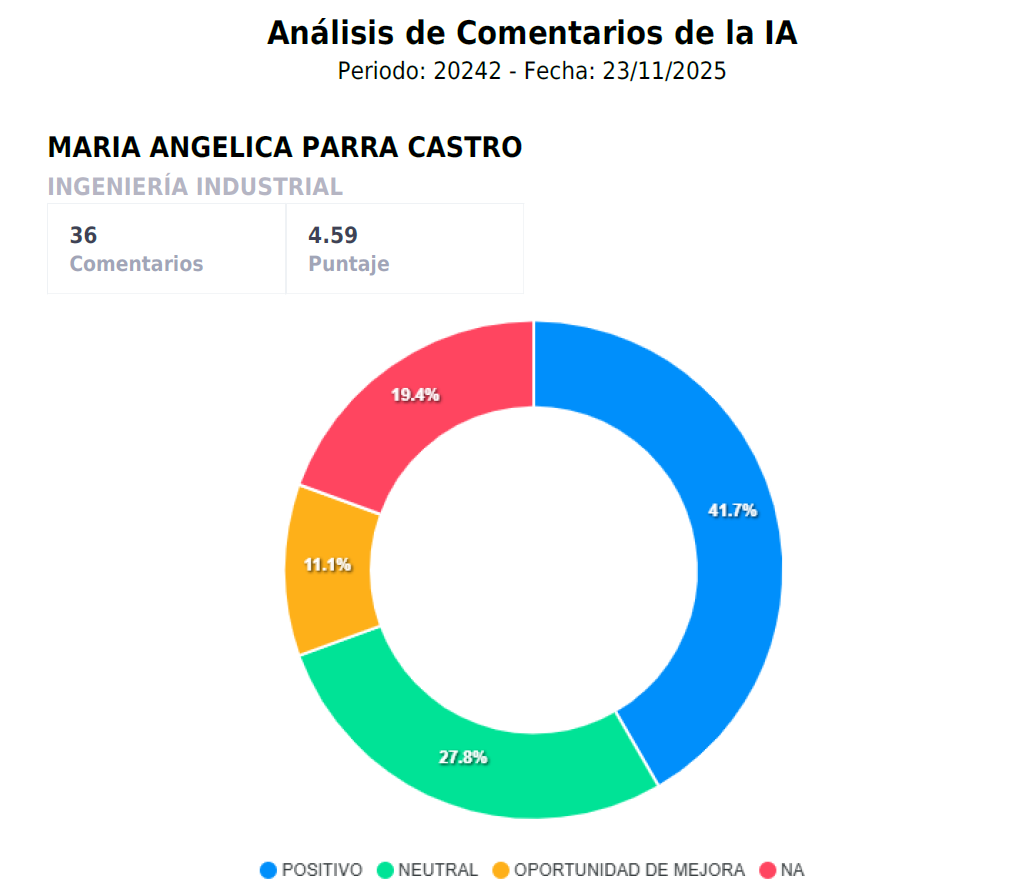 Análisis de Comentarios de la IA
Periodo: 20242 - Fecha: 23/11/2025
MARIA ANGELICA PARRA CASTRO
INGENIERÍA INDUSTRIAL
36
Comentarios
4.59
Puntaje
19.4%
41.7%
11.1%
27.8%
POSITIVO NEUTRAL OPORTUNIDAD DE MEJORA NA